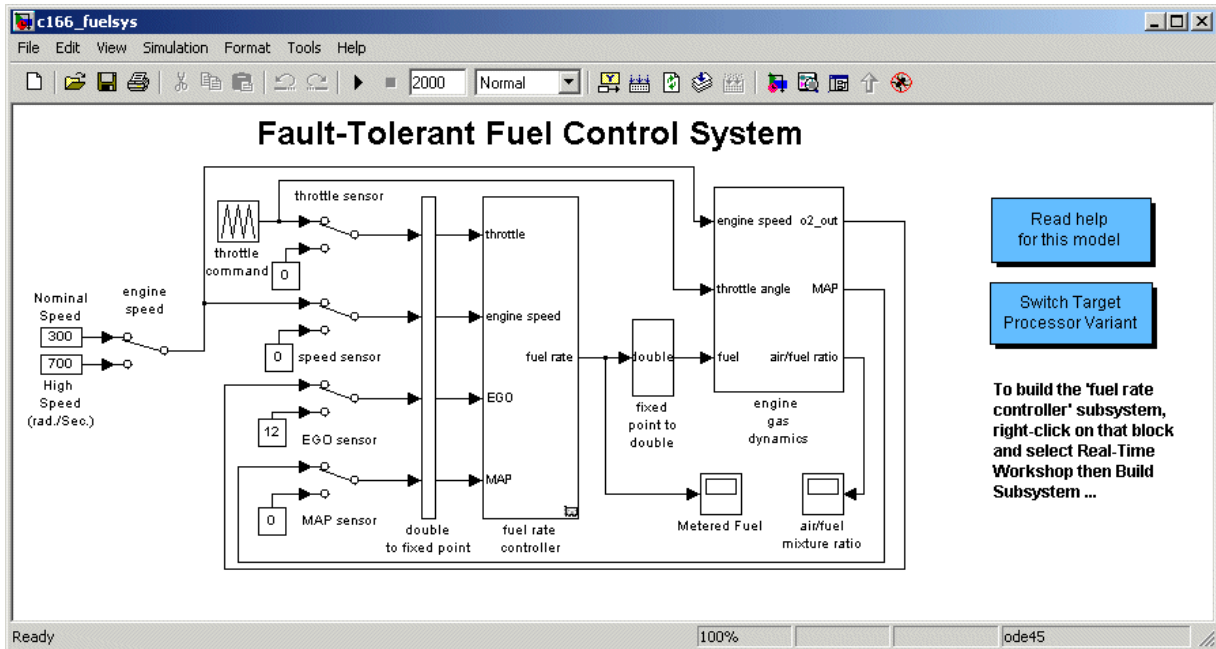 c166_fuelsys
File Edit View Simulation Format Tools Help
2000 Normal
Fault-Tolerant Fuel Control System
throttle sensor
throttle
command
0
Nominal
Speed
engine
speed
300
700
High
Speed
(rad./Sec.)
0
speed sensor
12
EGO sensor
0
MAP sensor
double
to fixed point
throttle
engine speed
fuel rate
EGO
MAP
fuel rate
controller
double
fixed
point to
double
engine speed
o2_out
throttle angle
MAP
fuel
air/fuel ratio
engine
gas
dynamics
Metered Fuel
air/fuel
mixture ratio
Read help
for this model
Switch Target
Processor Variant
To build the 'fuel rate
controller' subsystem,
right-click on that block
and select Real-Time
Workshop then Build
Subsystem ...
Ready
100%
ode45